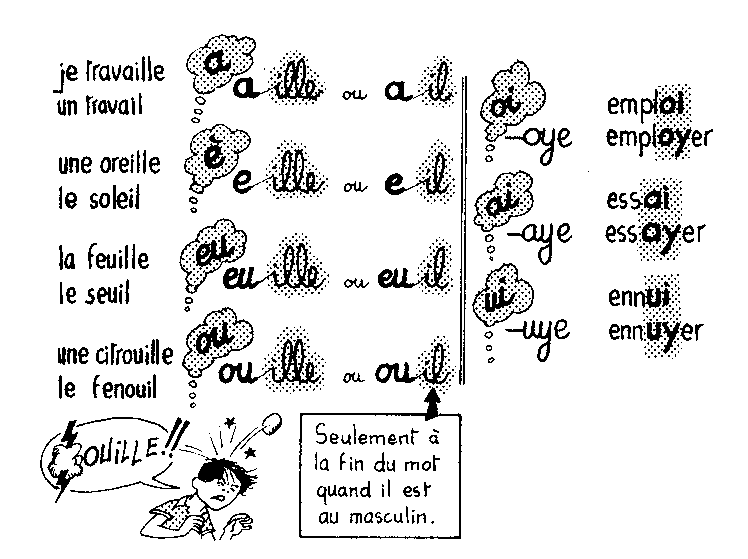 je travaille
un travail
a
a ille ou a il
une oreille
le soleil
è
e ille ou e il
la feuille
le seuil
eu
eu ille ou eu il
une citrouille
le fenouil
ou
ou ille ou ou il
oi
-oye
emploi
employer
ai
-aye
essai
essayer
ui
-uye
ennui
ennuyer
OUILLE!!
Seulement à
la fin du mot
quand il est
au masculin.